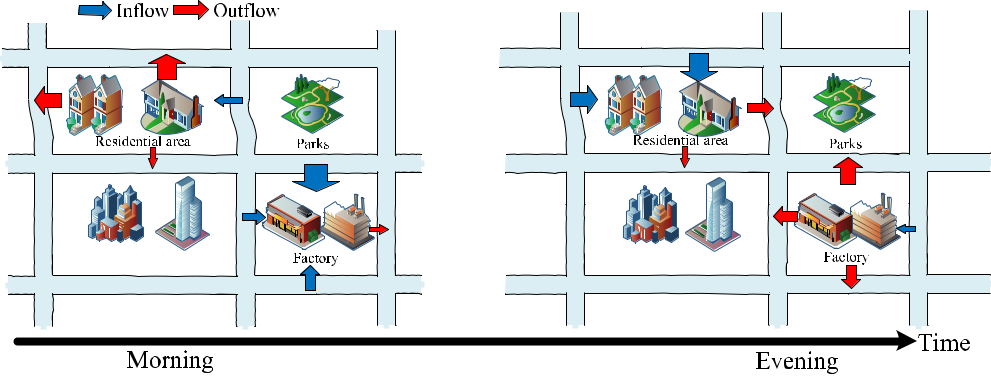 Inflow Outflow
Residential area
Parks
Factory
Residential area
Parks
Factory
Time
Morning
Evening